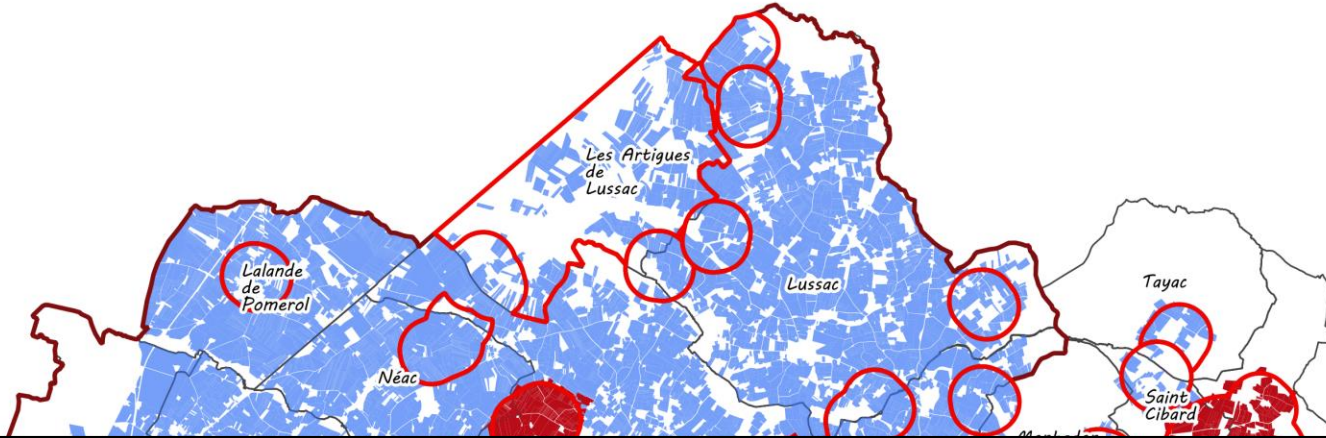 Les Artigues
de
Lussac
Lalande
de
Pomerol
Lussac
Tayac
Néac
Saint
Cibard